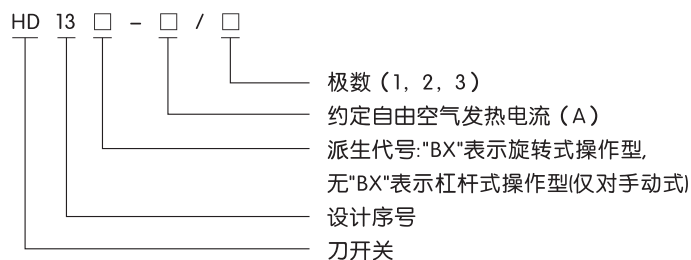 HD 13 □ - □ / □
极数（1，2，3）
约定自由空气发热电流（A）
派生代号:"BX"表示旋转式操作型,
无"BX"表示杠杆式操作型(仅对手动式)
设计序号
刀开关